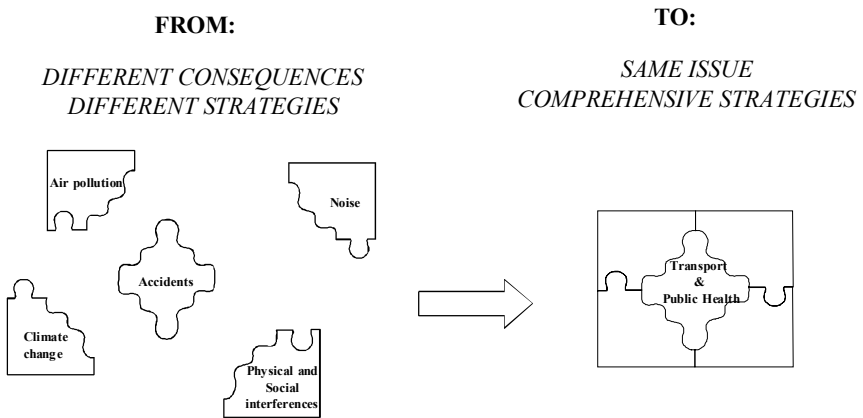 FROM:
DIFFERENT CONSEQUENCES
DIFFERENT STRATEGIES
Air pollution
Noise
Accidents
Climate
change
Physical and
Social
interferences
TO:
SAME ISSUE
COMPREHENSIVE STRATEGIES
Transport
&
Public Health